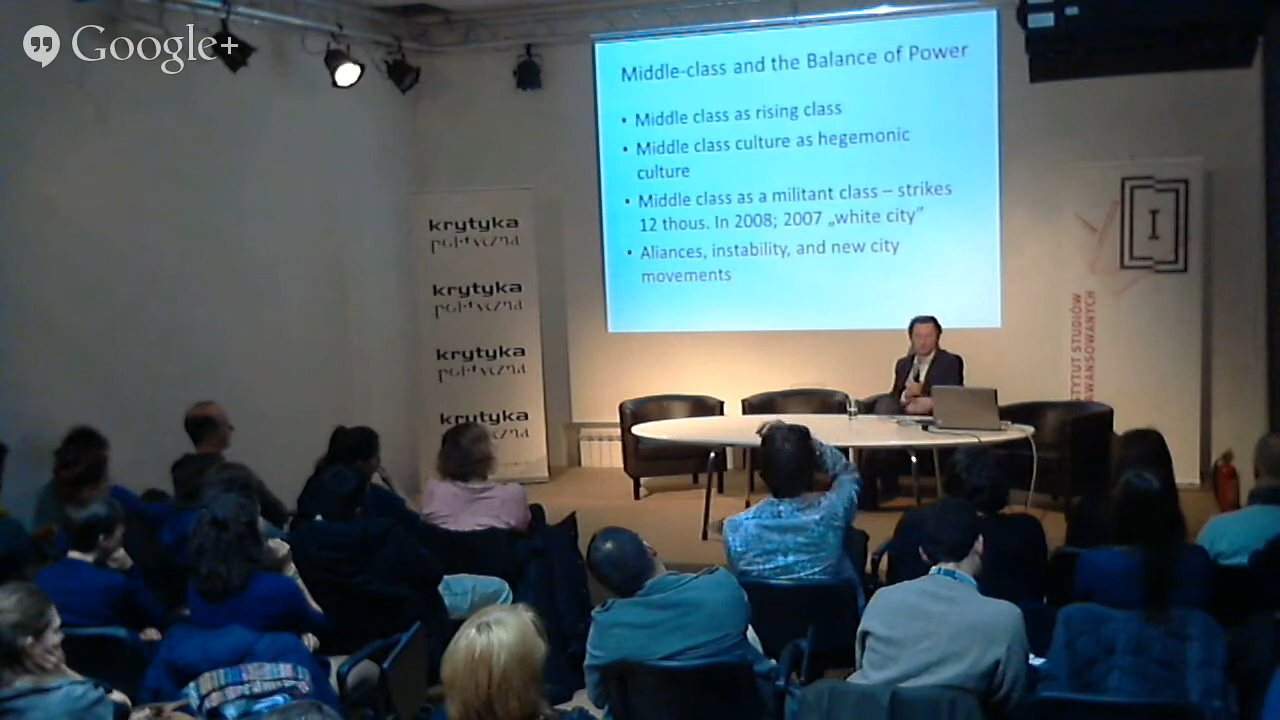 Google+
Middle-class and the Balance of Power
• Middle class as rising class
• Middle class culture as hegemonic
culture
• Middle class as a militant class – strikes
12 thous. In 2008; 2007 „white city”
• Aliances, instability, and new city
movements
krytyka
polityczna
krytyka
polityczna
krytyka
polityczna
krytyka
I
STUDIÓW